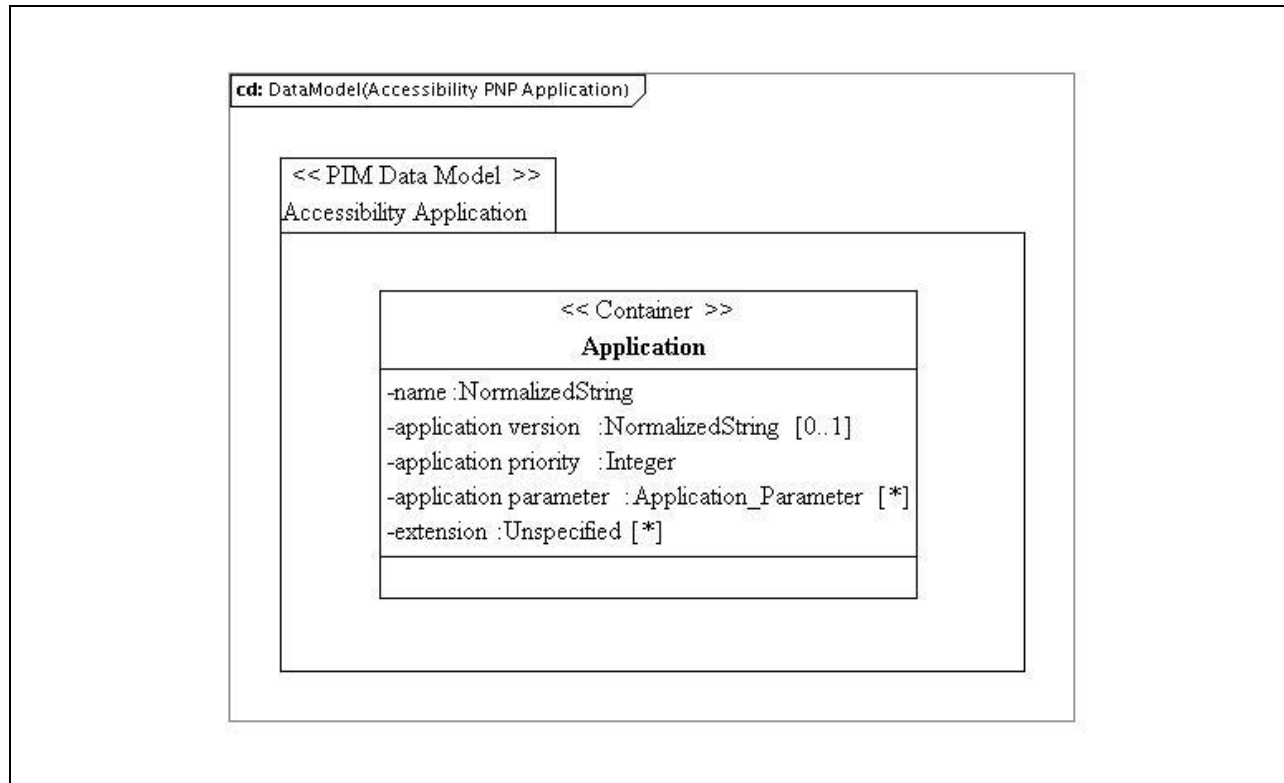 cd: DataModel(Accessibility PNP Application)
<< PIM Data Model >>
Accessibility Application
<< Container >>
Application
-name :NormalizedString
-application version :NormalizedString [0..1]
-application priority :Integer
-application parameter :Application_Parameter [*]
-extension :Unspecified [*]